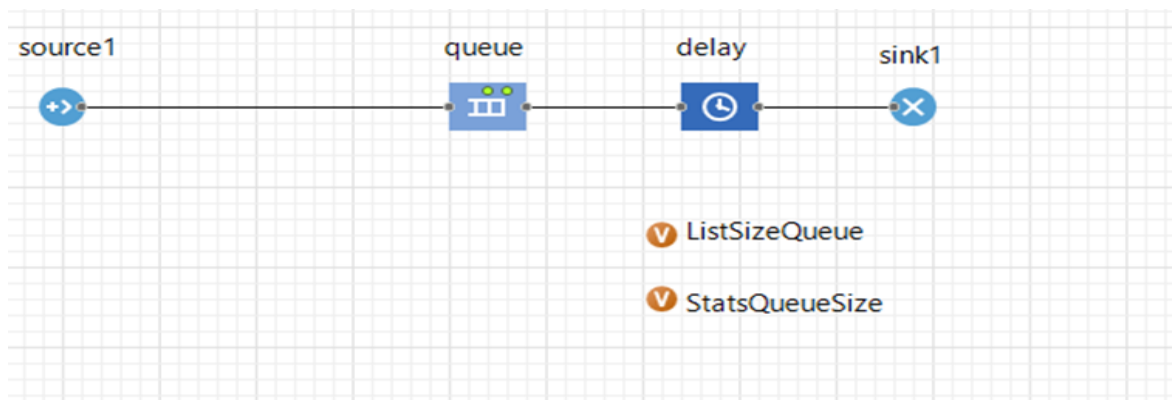 source1
queue
delay
sink1
V ListSizeQueue
V StatsQueueSize